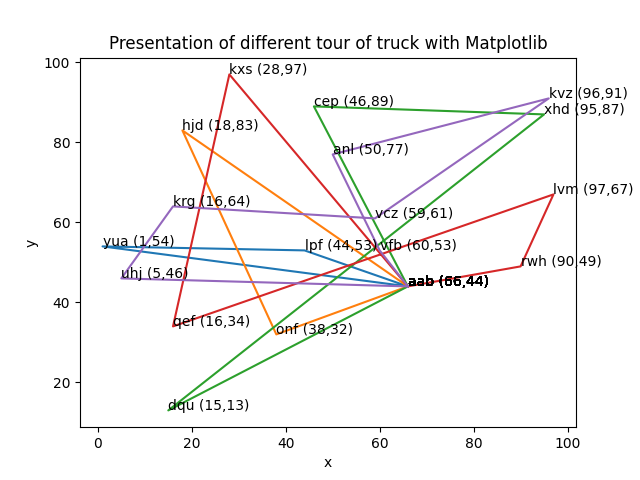 Presentation of different tour of truck with Matplotlib
100
80
60
40
20
y
kxs (28,97)
kvz (96,91)
cep (46,89)
xhd (95,87)
hjd (18,83)
anl (50,77)
lvm (97,67)
krg (16,64)
vcz (59,61)
yua (1,54)
lpf (44,53)
vfb (60,53)
rwh (90,49)
uhj (5,46)
aab (66,44)
qef (16,34)
onf (38,32)
dqu (15,13)
0 20 40 60 80 100
x